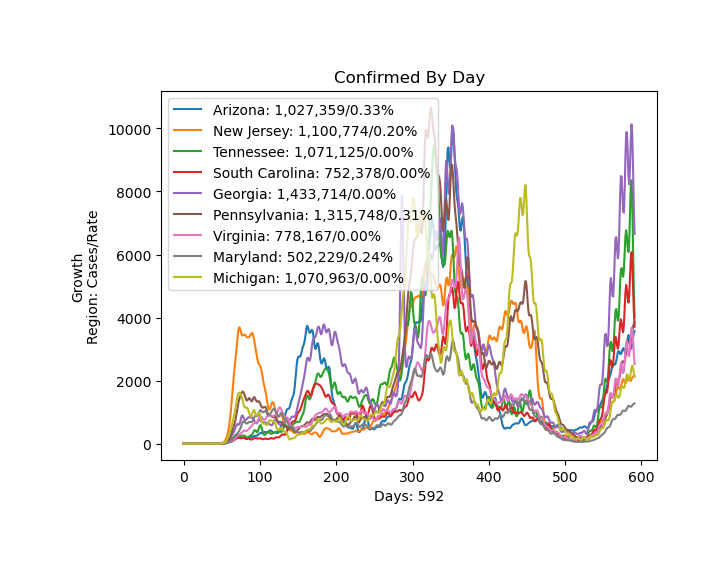 Confirmed By Day
Arizona: 1,027,359/0.33%
New Jersey: 1,100,774/0.20%
Tennessee: 1,071,125/0.00%
South Carolina: 752,378/0.00%
Georgia: 1,433,714/0.00%
Pennsylvania: 1,315,748/0.31%
Virginia: 778,167/0.00%
Maryland: 502,229/0.24%
Michigan: 1,070,963/0.00%
Growth
Region: Cases/Rate
10000
8000
6000
4000
2000
0
0 100 200 300 400 500 600
Days: 592